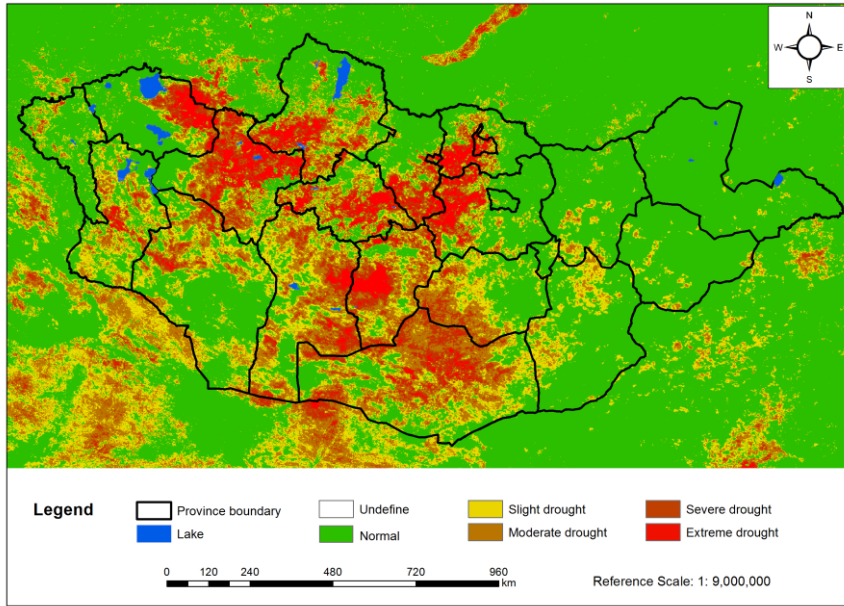 N
W E
S
Legend
Province boundary Undefine Slight drought Severe drought
Lake Normal Moderate drought Extreme drought
0 120 240 480 720 960
km
Reference Scale: 1: 9,000,000